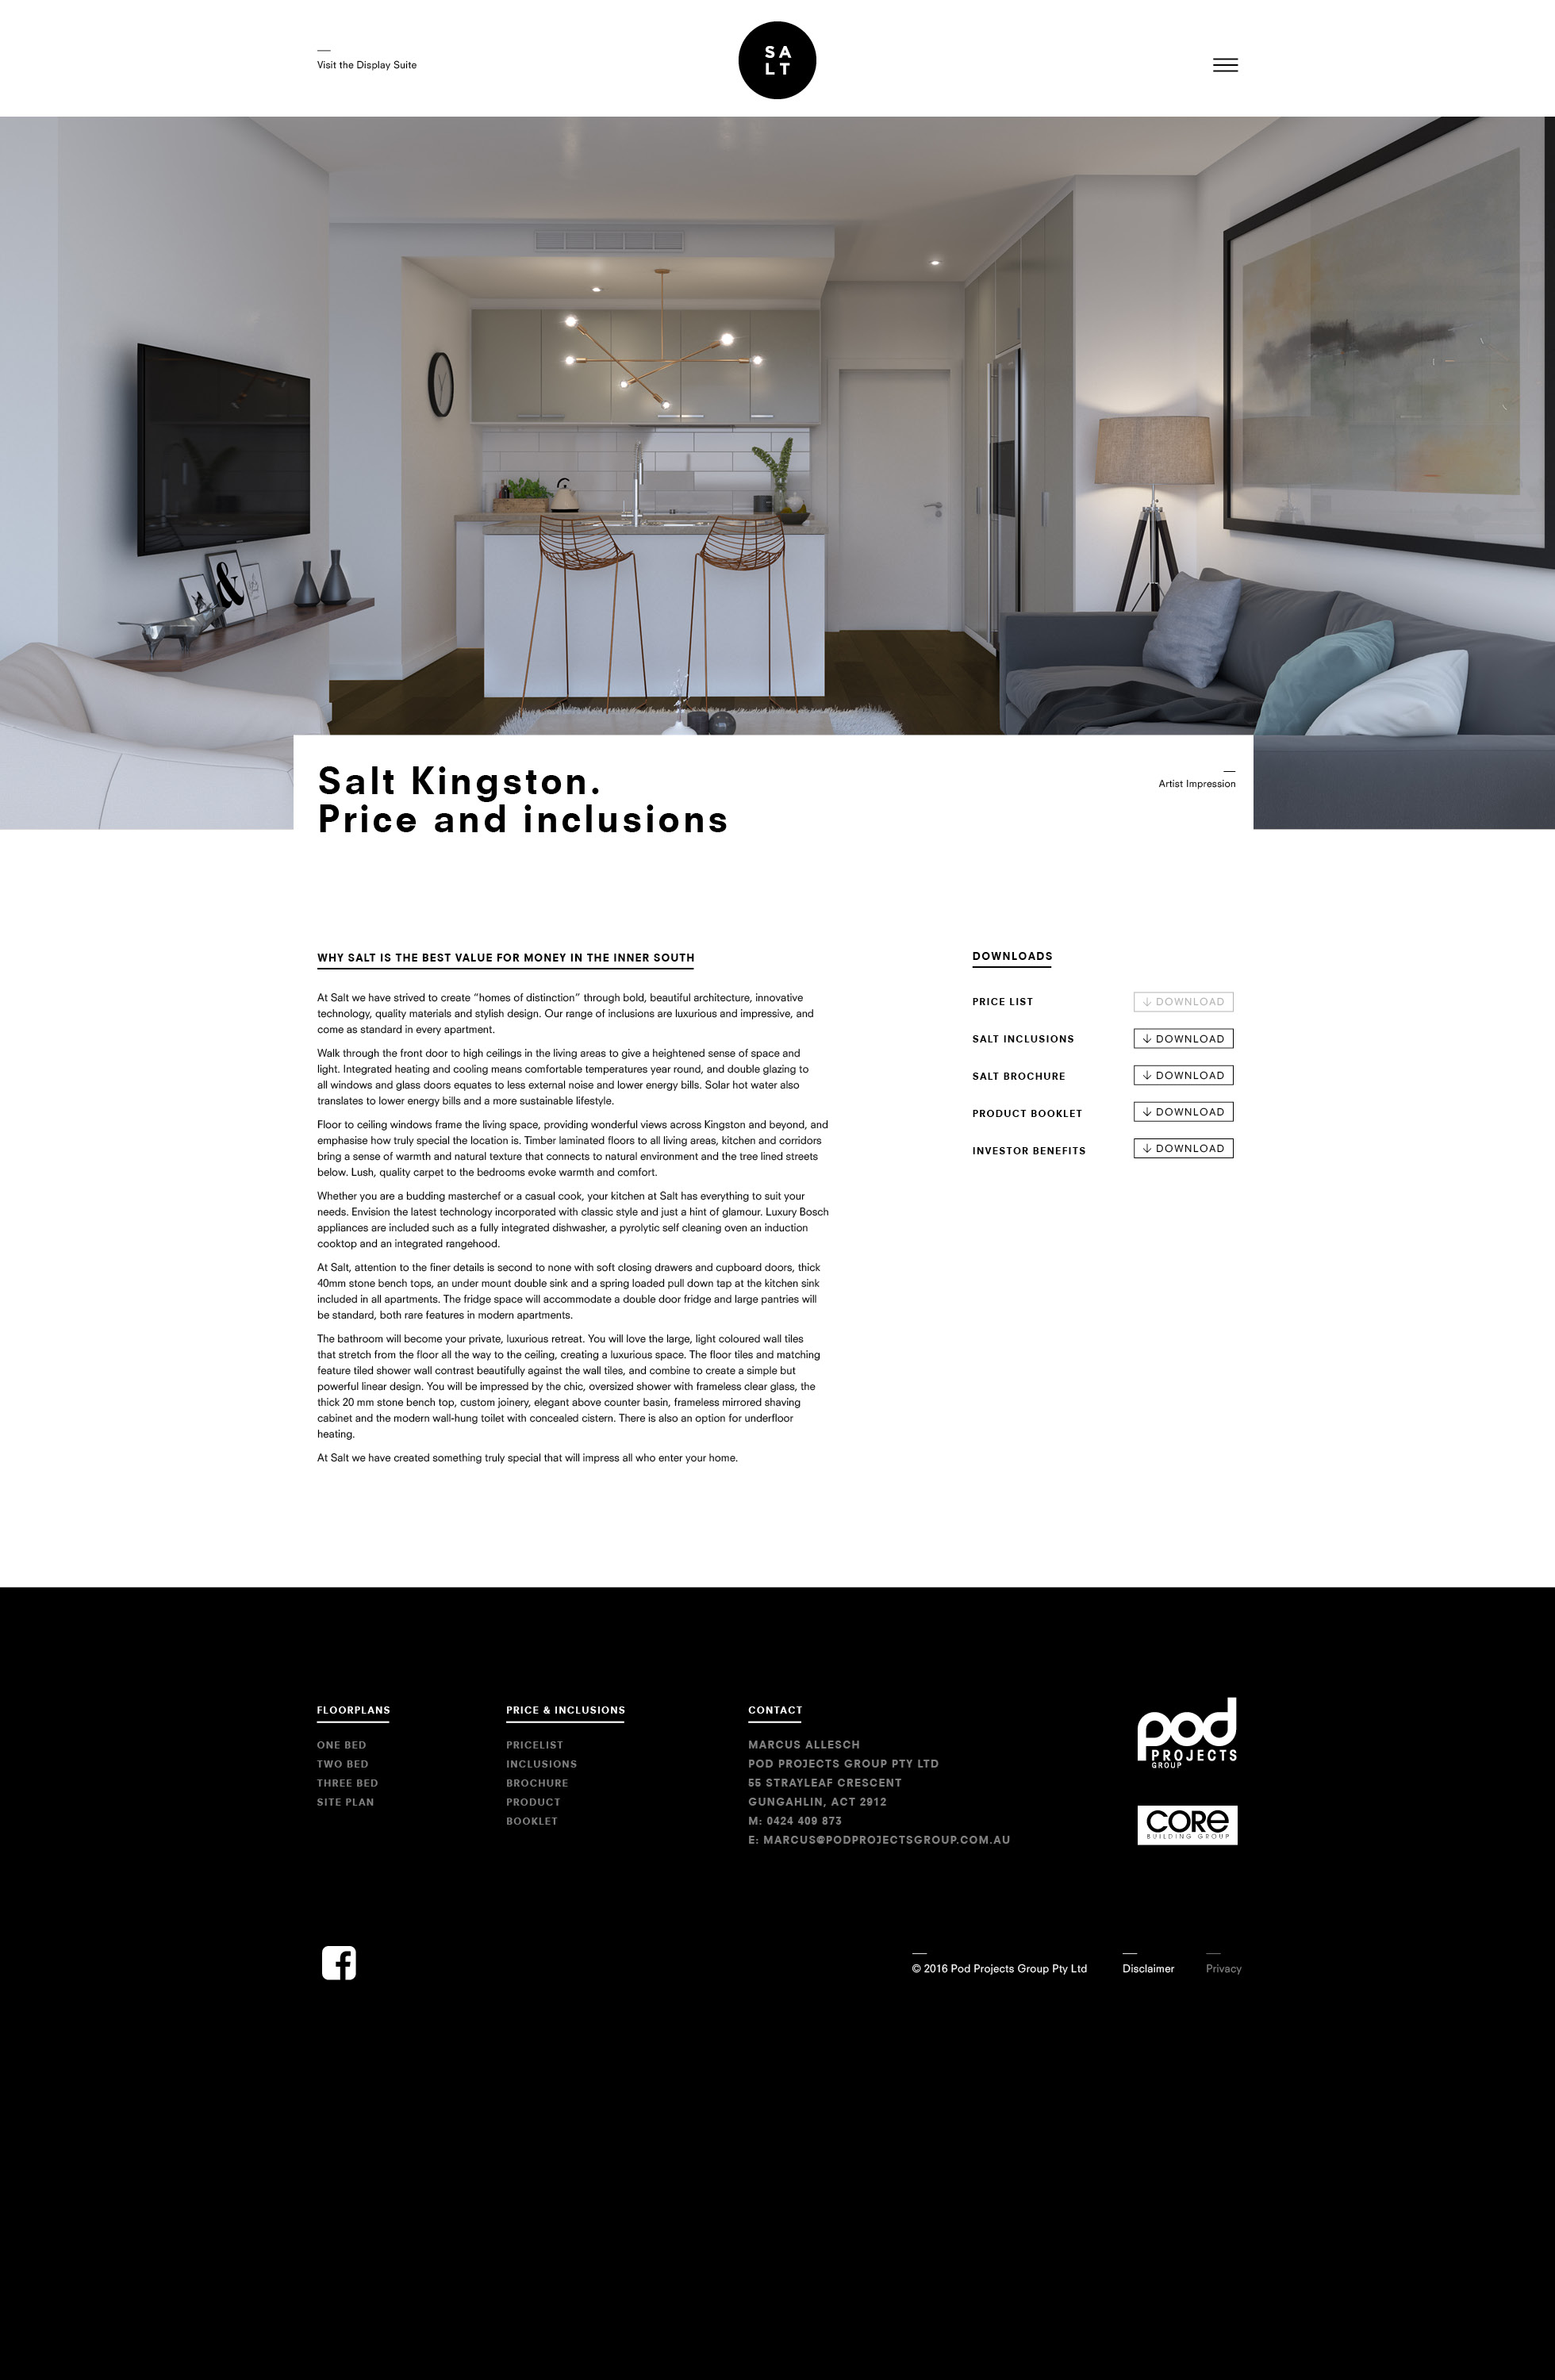 Visit the Display Suite
SA
LT
&
Salt Kingston.
Price and inclusions
Artist Impression
WHY SALT IS THE BEST VALUE FOR MONEY IN THE INNER SOUTH
At Salt we have strived to create “homes of distinction” through bold, beautiful architecture, innovative
technology, quality materials and stylish design. Our range of inclusions are luxurious and impressive, and
come as standard in every apartment.
Walk through the front door to high ceilings in the living areas to give a heightened sense of space and
light. Integrated heating and cooling means comfortable temperatures year round, and double glazing to
all windows and glass doors equates to less external noise and lower energy bills. Solar hot water also
translates to lower energy bills and a more sustainable lifestyle.
Floor to ceiling windows frame the living space, providing wonderful views across Kingston and beyond, and
emphasise how truly special the location is. Timber laminated floors to all living areas, kitchen and corridors
bring a sense of warmth and natural texture that connects to natural environment and the tree lined streets
below. Lush, quality carpet to the bedrooms evoke warmth and comfort.
Whether you are a budding masterchef or a casual cook, your kitchen at Salt has everything to suit your
needs. Envision the latest technology incorporated with classic style and just a hint of glamour. Luxury Bosch
appliances are included such as a fully integrated dishwasher, a pyrolytic self cleaning oven an induction
cooktop and an integrated rangehood.
At Salt, attention to the finer details is second to none with soft closing drawers and cupboard doors, thick
40mm stone bench tops, an under mount double sink and a spring loaded pull down tap at the kitchen sink
included in all apartments. The fridge space will accommodate a double door fridge and large pantries will
be standard, both rare features in modern apartments.
The bathroom will become your private, luxurious retreat. You will love the large, light coloured wall tiles
that stretch from the floor all the way to the ceiling, creating a luxurious space. The floor tiles and matching
feature tiled shower wall contrast beautifully against the wall tiles, and combine to create a simple but
powerful linear design. You will be impressed by the chic, oversized shower with frameless clear glass, the
thick 20 mm stone bench top, custom joinery, elegant above counter basin, frameless mirrored shaving
cabinet and the modern wall-hung toilet with concealed cistern. There is also an option for underfloor
heating.
At Salt we have created something truly special that will impress all who enter your home.
DOWNLOADS
PRICE LIST DOWNLOAD
SALT INCLUSIONS DOWNLOAD
SALT BROCHURE DOWNLOAD
PRODUCT BOOKLET DOWNLOAD
INVESTOR BENEFITS DOWNLOAD
FLOORPLANS
ONE BED
TWO BED
THREE BED
SITE PLAN
PRICE & INCLUSIONS
PRICELIST
INCLUSIONS
BROCHURE
PRODUCT
BOOKLET
CONTACT
MARCUS ALLESCH
POD PROJECTS GROUP PTY LTD
55 STRAYLEAF CRESCENT
GUNGAHLIN, ACT 2912
M: 0424 409 873
E: MARCUS@PODPROJECTSGROUP.COM.AU
pod
PROJECTS
GROUP
CORE
BUILDING GROUP
© 2016 Pod Projects Group Pty Ltd
Disclaimer
Privacy